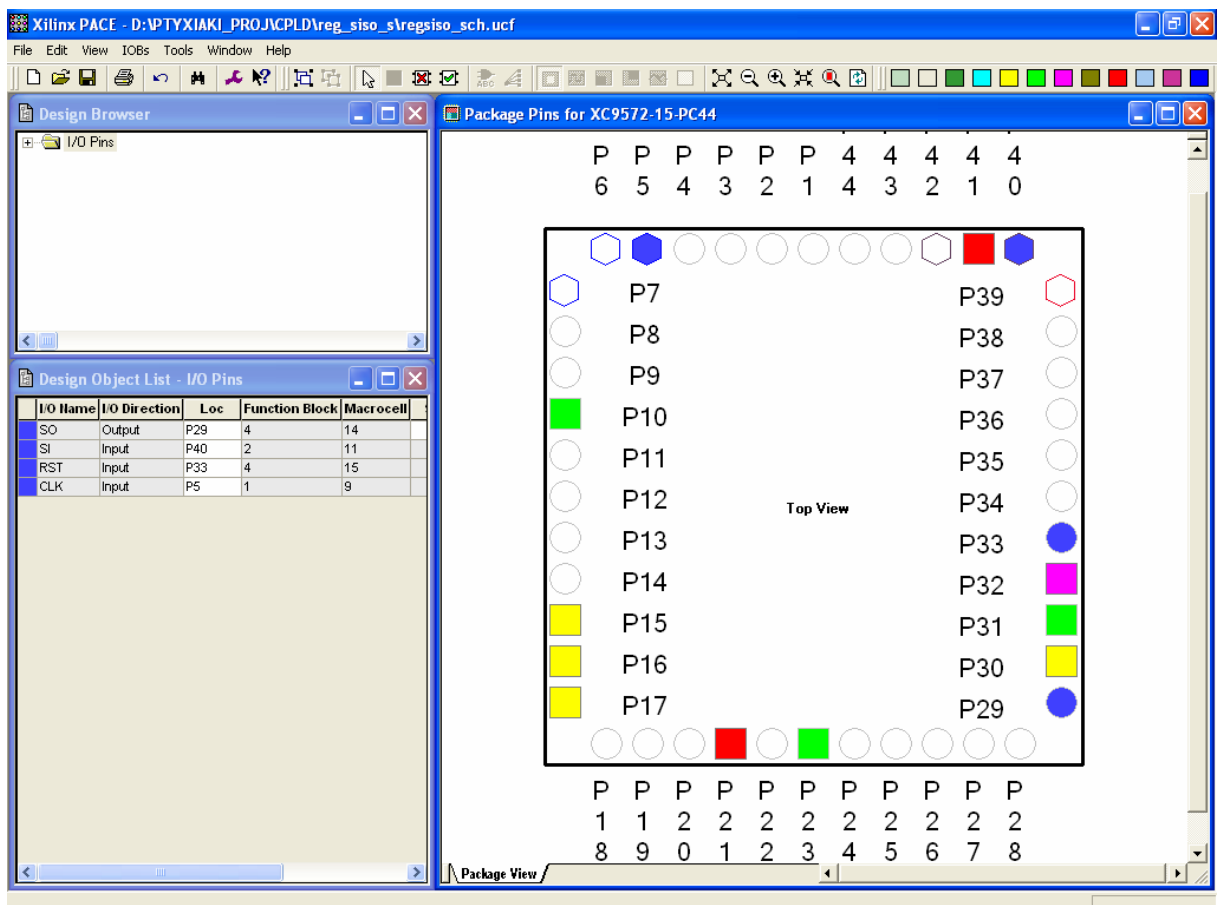 Xilinx PACE - D:\PTYXIAKI_PROJ\CPLD\reg_siso_s\regsiso_sch.ucf
File Edit View IOBs Tools Window Help
Design Browser
I/O Pins
Design Object List - I/O Pins
I/O Name I/O Direction Loc Function Block Macrocell
SO Output P29 4 14
SI Input P40 2 11
RST Input P33 4 15
CLK Input P5 1 9
Package Pins for XC9572-15-PC44
P P P P P P 4 4 4 4 4
6 5 4 3 2 1 4 3 2 1 0
P7 P39
P8 P38
P9 P37
P10 P36
P11 P35
P12 Top View P34
P13 P33
P14 P32
P15 P31
P16 P30
P17 P29
P P P P P P P P P P P
1 1 2 2 2 2 2 2 2 2 2
8 9 0 1 2 3 4 5 6 7 8
Package View